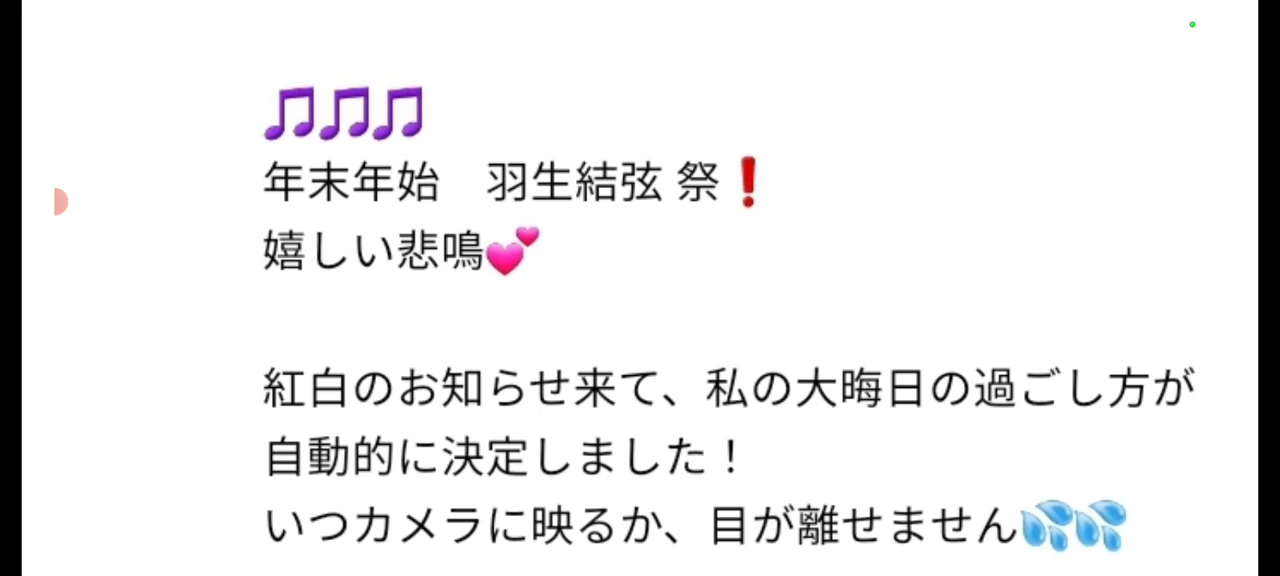 🎵🎵🎵
年末年始　羽生結弦 祭❗
嬉しい悲鳴💕
紅白のお知らせ来て、私の大晦日の過ごし方が
自動的に決定しました！
いつカメラに映るか、目が離せません💦💦